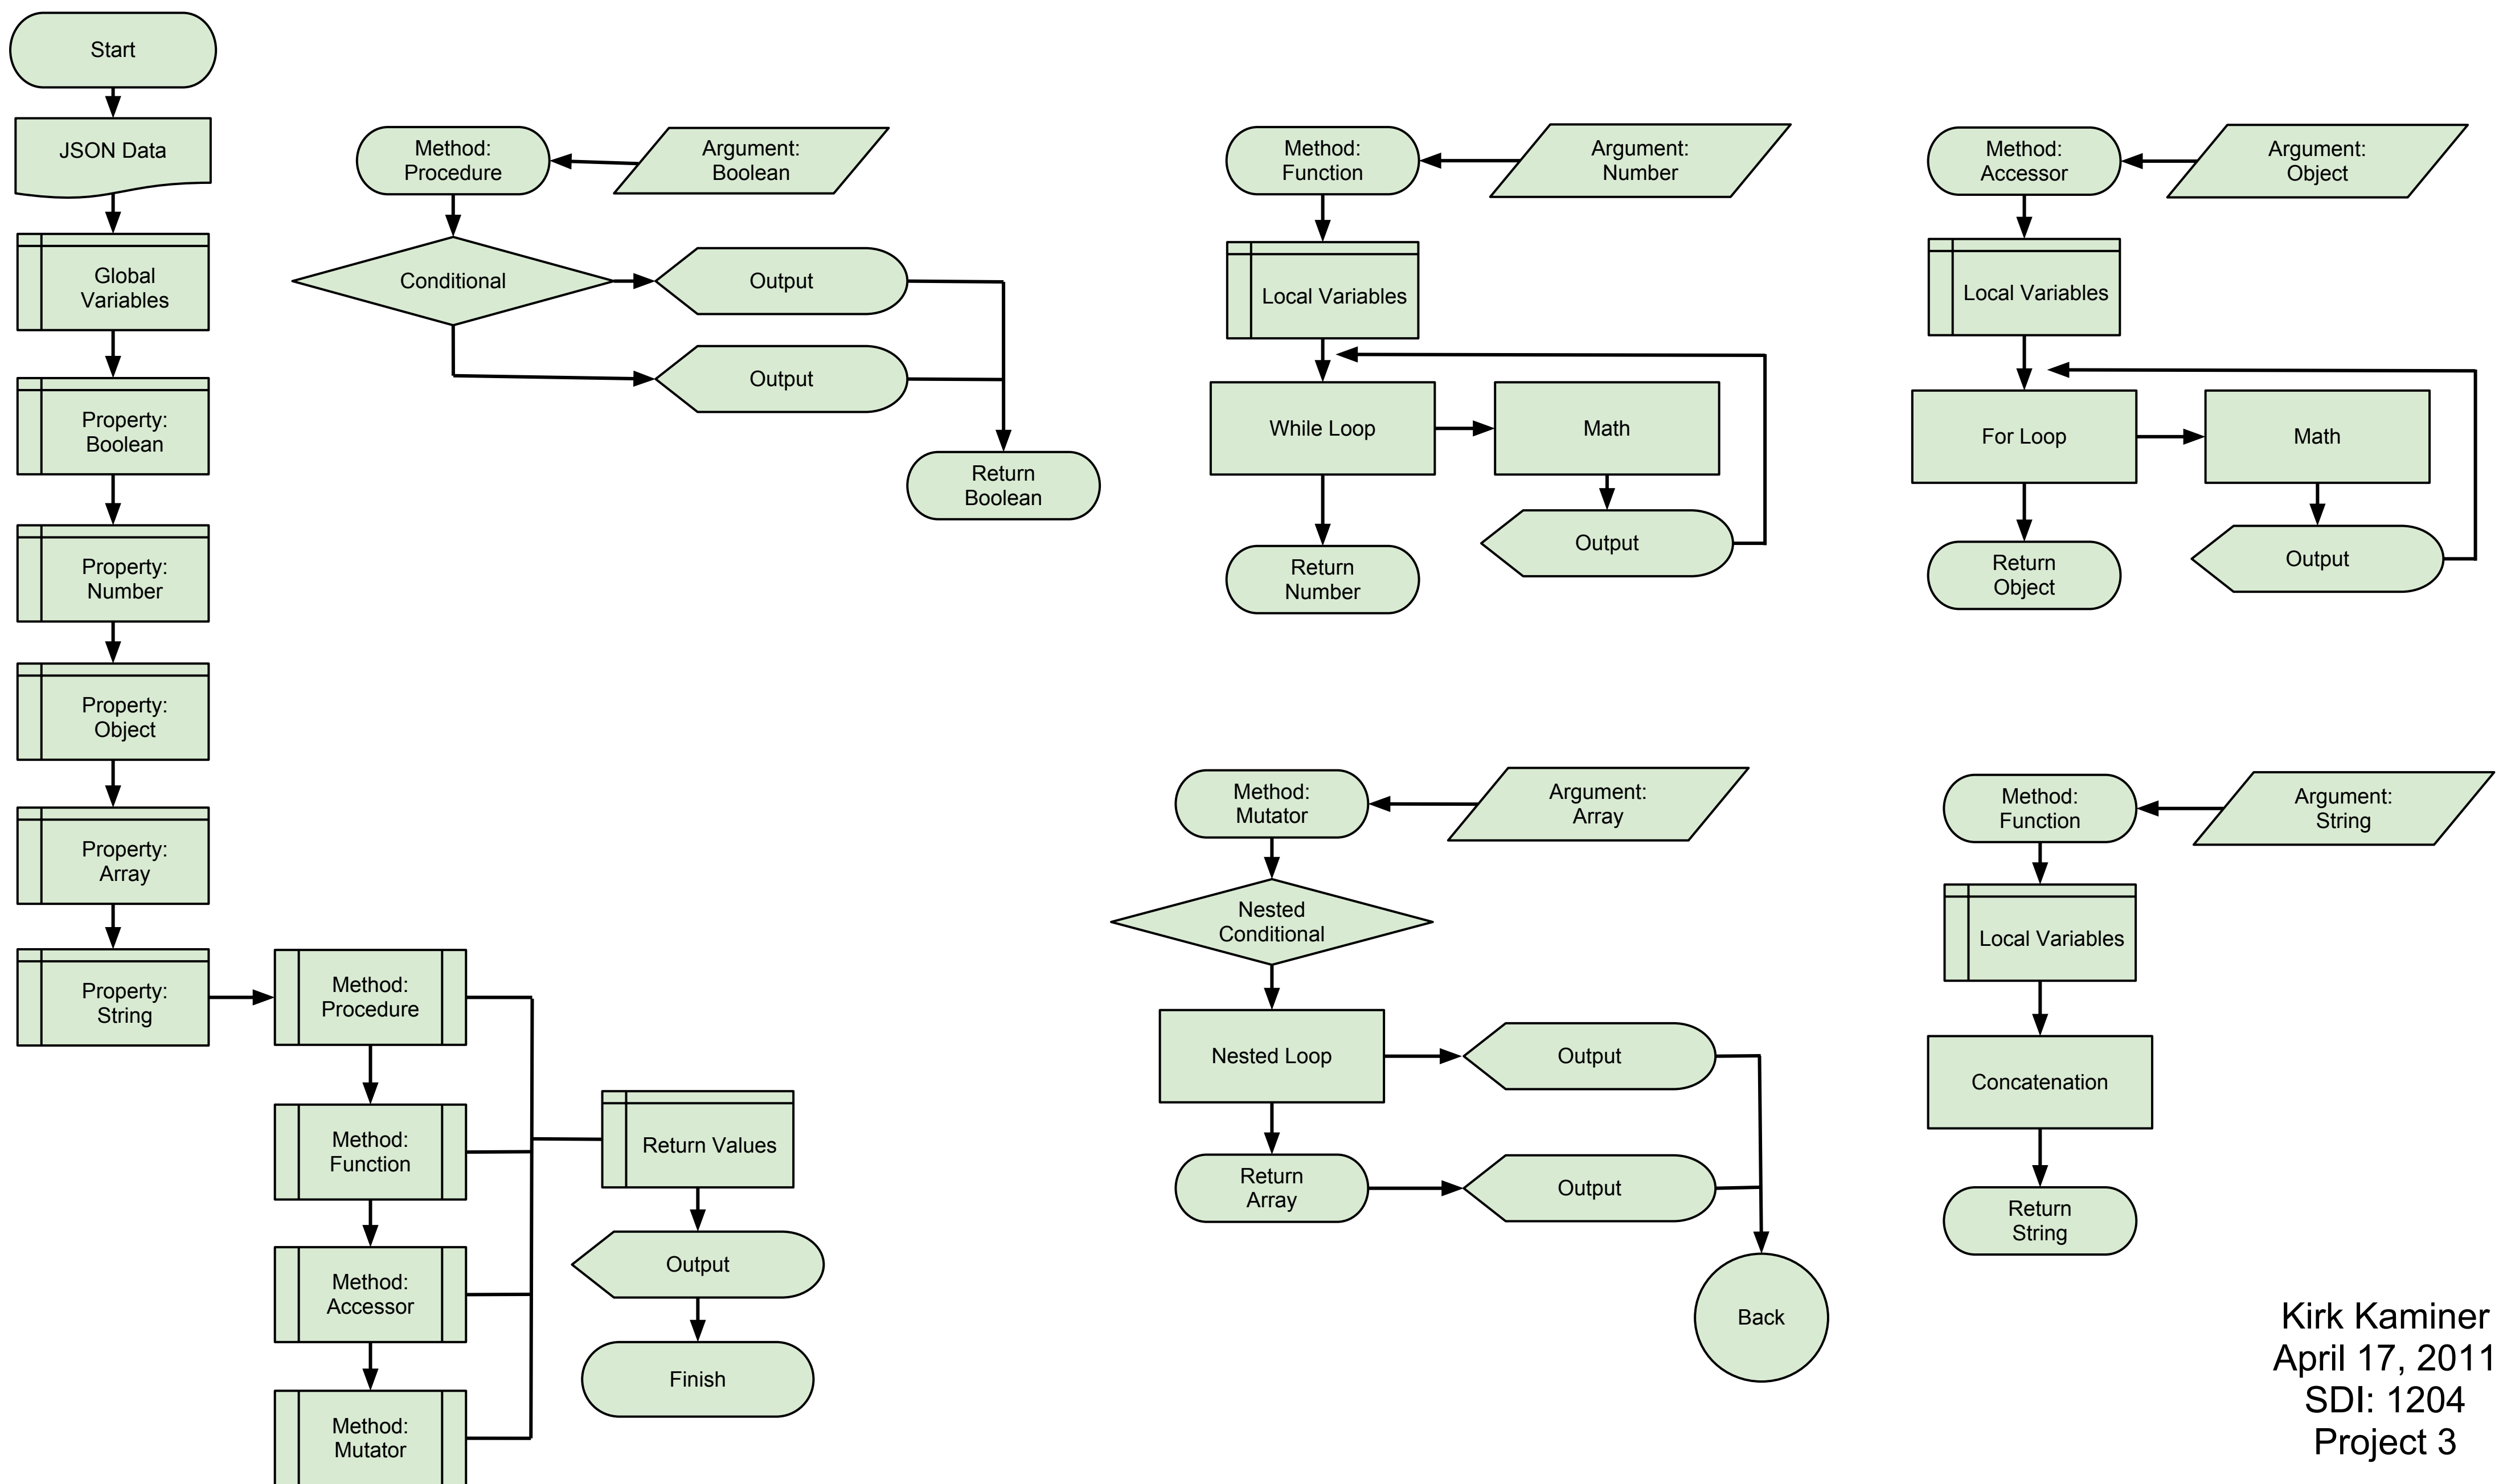 Start
JSON Data
Global
Variables
Property:
Boolean
Property:
Number
Property:
Object
Property:
Array
Property:
String
Method:
Procedure
Method:
Function
Method:
Accessor
Method:
Mutator
Return Values
Output
Finish
Method:
Procedure
Argument:
Boolean
Conditional
Output
Output
Return
Boolean
Method:
Function
Argument:
Number
Local Variables
While Loop
Math
Output
Return
Number
Method:
Accessor
Argument:
Object
Local Variables
For Loop
Math
Output
Return
Object
Method:
Mutator
Argument:
Array
Nested
Conditional
Nested Loop
Output
Return
Array
Output
Back
Method:
Function
Argument:
String
Local Variables
Concatenation
Return
String
Kirk Kaminer
April 17, 2011
SDI: 1204
Project 3